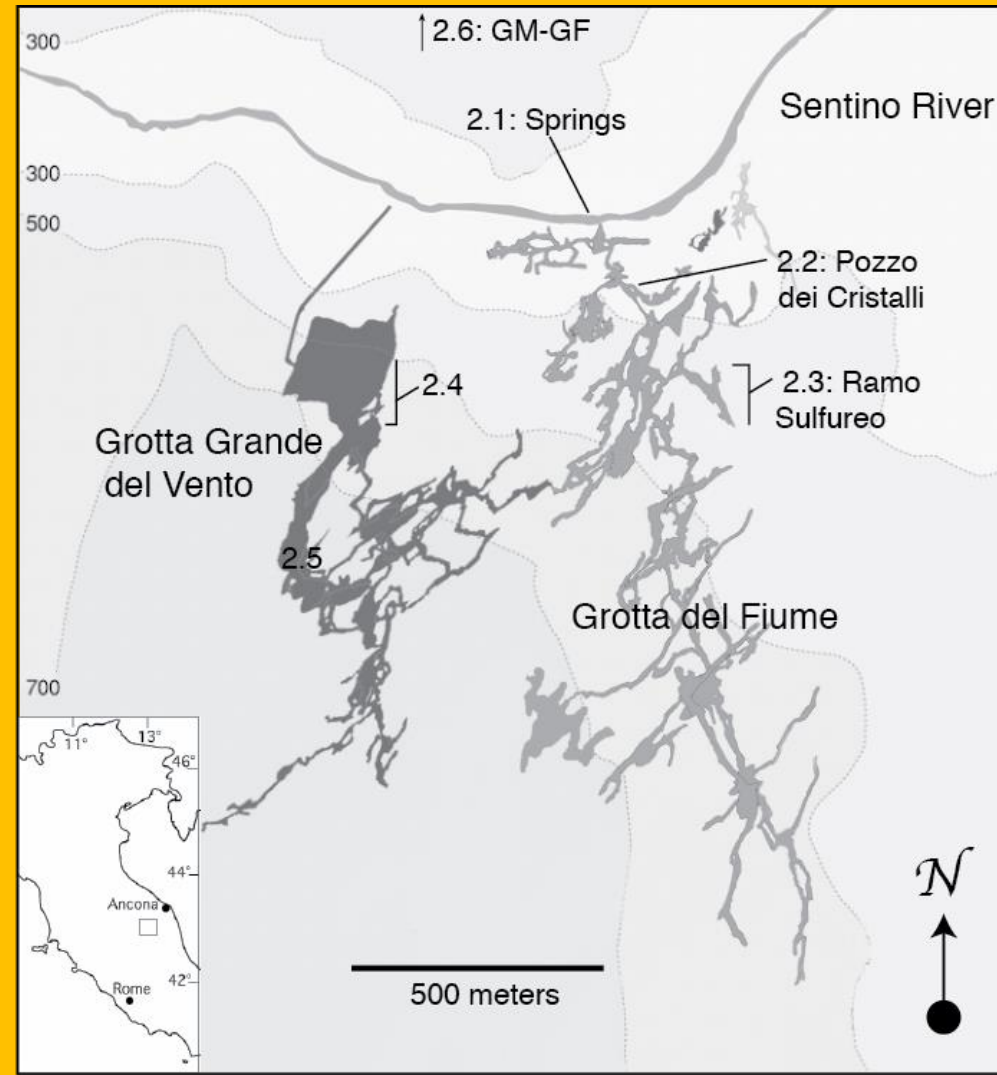 300
2.6: GM-GF
Sentino River
2.1: Springs
300
500
2.2: Pozzo
dei Cristalli
2.4
2.3: Ramo
Sulfureo
Grotta Grande
del Vento
2.5
Grotta del Fiume
700
11°
13°
46°
44°
Ancona
42°
Rome
500 meters
N